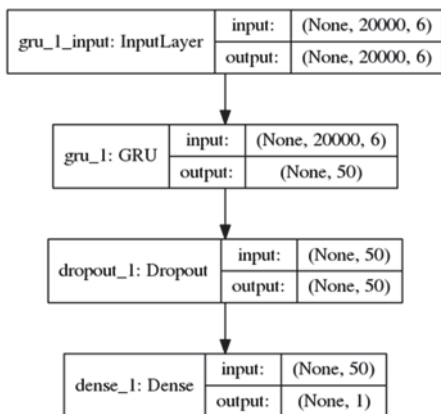 gru_1_input: InputLayer
input: (None, 20000, 6)
output: (None, 20000, 6)
gru_1: GRU
input: (None, 20000, 6)
output: (None, 50)
dropout_1: Dropout
input: (None, 50)
output: (None, 50)
dense_1: Dense
input: (None, 50)
output: (None, 1)